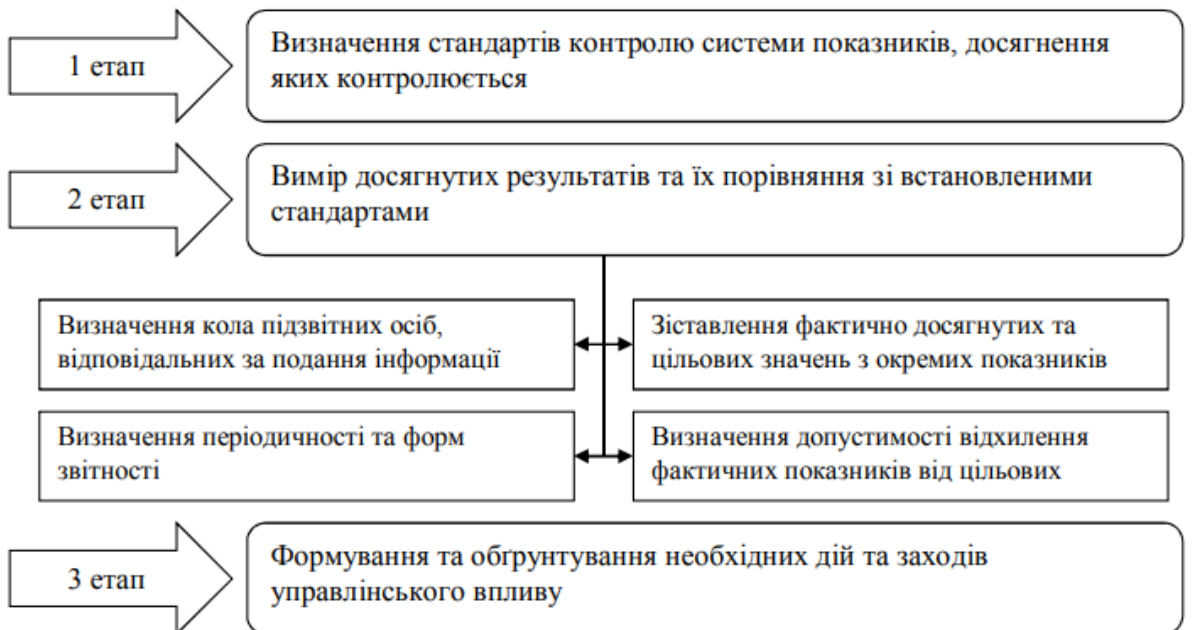 1 етап
Визначення стандартів контролю системи показників, досягнення
яких контролюється
2 етап
Вимір досягнутих результатів та їх порівняння зі встановленими
стандартами
Визначення кола підзвітних осіб,
відповідальних за подання інформації
Зіставлення фактично досягнутих та
цільових значень з окремих показників
Визначення періодичності та форм
звітності
Визначення допустимості відхилення
фактичних показників від цільових
3 етап
Формування та обґрунтування необхідних дій та заходів
управлінського впливу